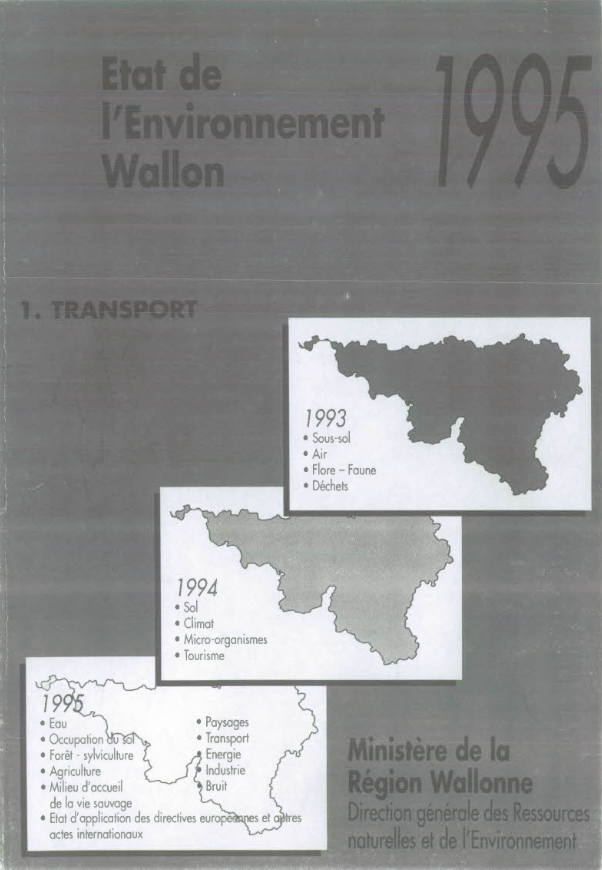 Etat de
l'Environnement
Wallon
1995
1. TRANSPORT
1993
• Sous-sol
• Air
• Flore – Faune
• Déchets
1994
• Sol
• Climat
• Micro-organismes
• Tourisme
1995
• Eau
• Occupation du sol
• Forêt - sylviculture
• Agriculture
• Milieu d'accueil
de la vie sauvage
• Etat d'application des directives européennes et autres
actes internationaux
• Paysages
• Transport
• Energie
• Industrie
• Bruit
Ministère de la
Région Wallonne
Direction générale des Ressources
naturelles et de l'Environnement